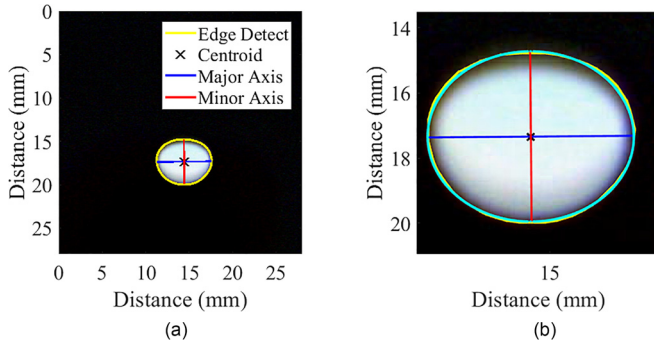 0
5
10
15
20
25
Distance (mm)
Edge Detect
Centroid
Major Axis
Minor Axis
0 5 10 15 20 25
Distance (mm)
(a)
14
16
18
20
Distance (mm)
15
Distance (mm)
(b)